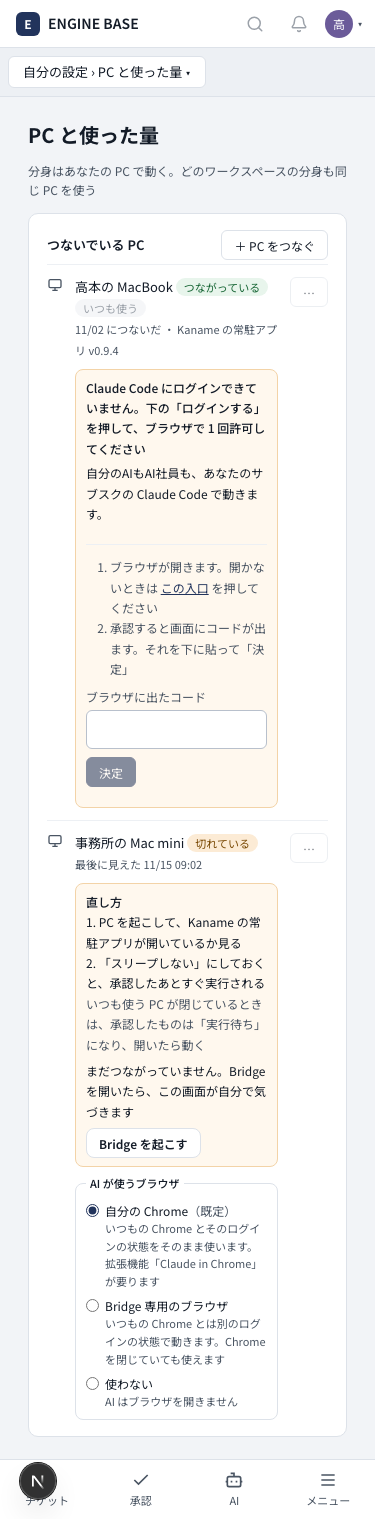 E ENGINE BASE 高
自分の設定 › PC と使った量 ▾
PC と使った量
分身はあなたの PC で動く。どのワークスペースの分身も同
じ PC を使う
つないでいる PC
＋ PC をつなぐ
高本の MacBook つながっている
いつも使う
…
11/02 につないだ ・ Kaname の常駐アプ
リ v0.9.4
Claude Code にログインできて
いません。下の「ログインする」
を押して、ブラウザで 1 回許可し
てください
自分のAIもAI社員も、あなたのサ
ブスクの Claude Code で動きま
す。
1. ブラウザが開きます。開かな
いときは この入口 を押して
ください
2. 承認すると画面にコードが出
ます。それを下に貼って「決
定」
ブラウザに出たコード
決定
事務所の Mac mini 切れている
…
最後に見えた 11/15 09:02
直し方
1. PC を起こして、Kaname の常
駐アプリが開いているか見る
2. 「スリープしない」にしておく
と、承認したあとすぐ実行される
いつも使う PC が閉じているとき
は、承認したものは「実行待ち」
になり、開いたら動く
まだつながっていません。Bridge
を開いたら、この画面が自分で気
づきます
Bridge を起こす
AI が使うブラウザ
自分の Chrome（既定）
いつもの Chrome とそのログイ
ンの状態をそのまま使います。
拡張機能「Claude in Chrome」
が要ります
Bridge 専用のブラウザ
いつもの Chrome とは別のログ
インの状態で動きます。Chrome
を閉じていても使えます
使わない
AI はブラウザを開きません
N
チケット
承認
AI
メニュー